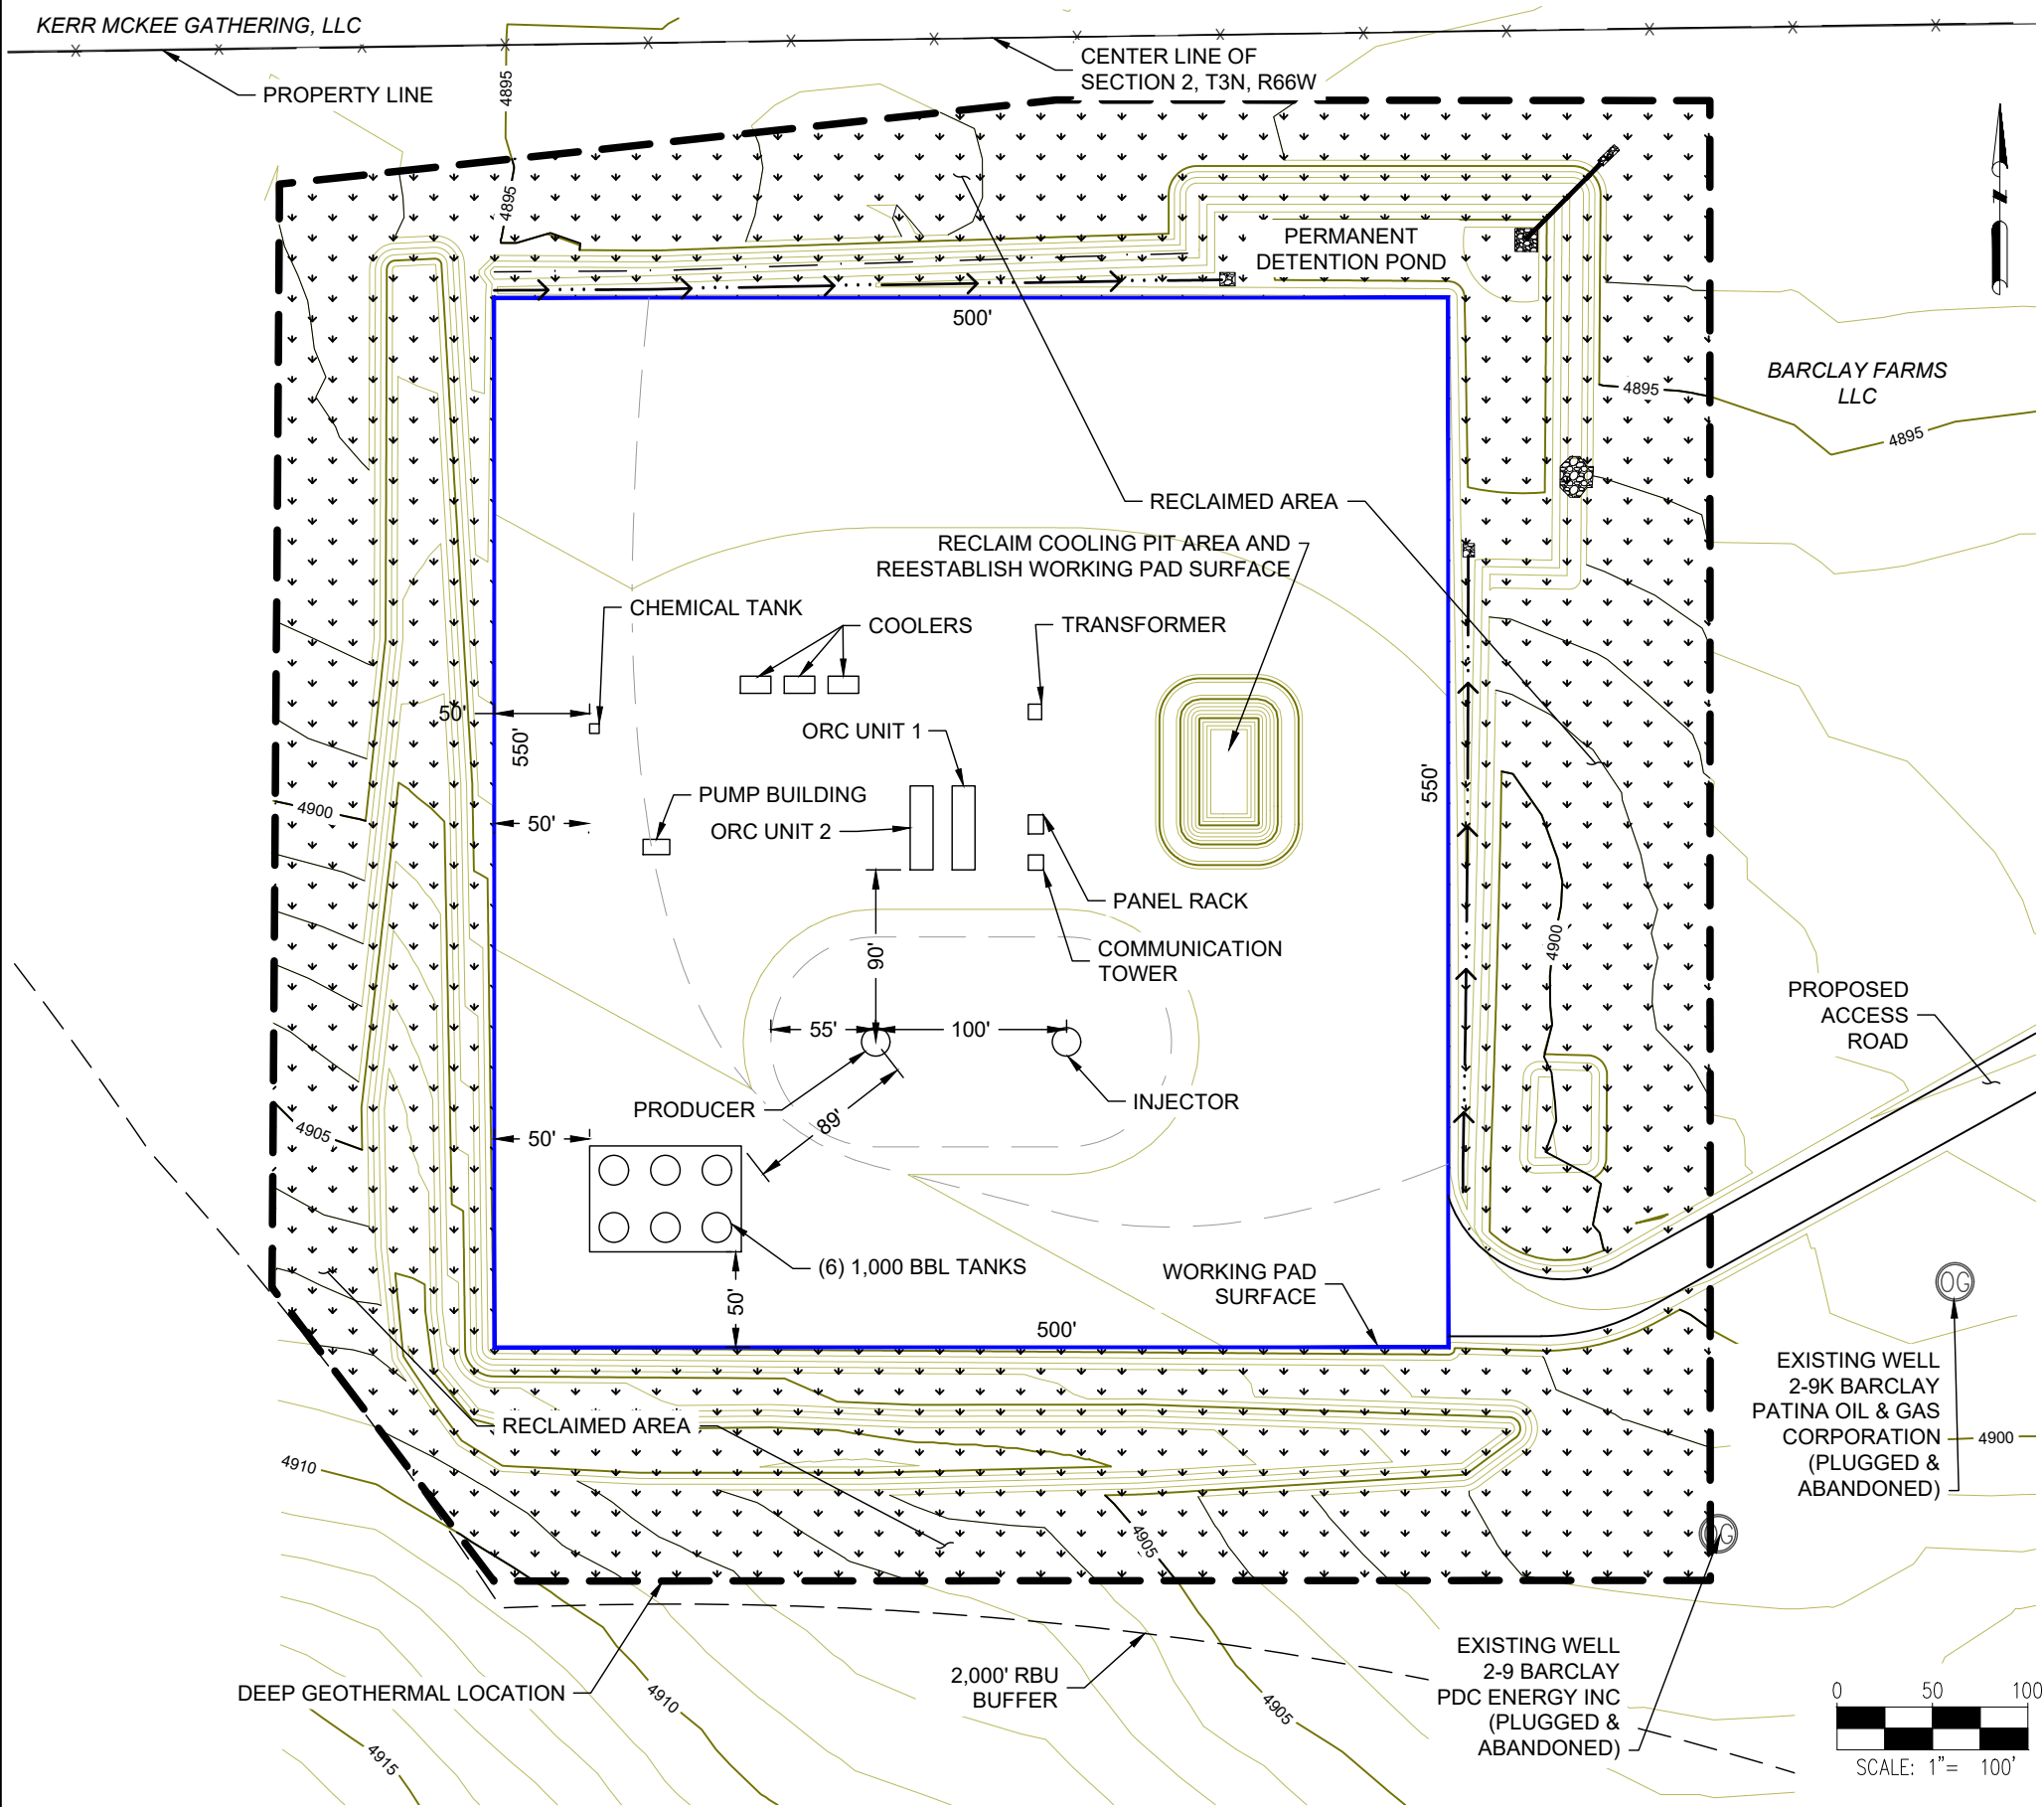 KERR MCKEE GATHERING, LLC
PROPERTY LINE
4895
CENTER LINE OF
SECTION 2, T3N, R66W
4895
N
PERMANENT
DETENTION POND
500'
BARCLAY FARMS
LLC
4895
4895
RECLAIMED AREA
RECLAIM COOLING PIT AREA AND
REESTABLISH WORKING PAD SURFACE
CHEMICAL TANK
COOLERS
TRANSFORMER
50'
550'
ORC UNIT 1
550'
PUMP BUILDING
4900
50'
ORC UNIT 2
PANEL RACK
90'
COMMUNICATION
TOWER
4900
PROPOSED
ACCESS
ROAD
55'
100'
PRODUCER
INJECTOR
89'
4905
50'
(6) 1,000 BBL TANKS
50'
WORKING PAD
SURFACE
OG
500'
EXISTING WELL
2-9K BARCLAY
PATINA OIL & GAS
CORPORATION
(PLUGGED &
ABANDONED)
4900
RECLAIMED AREA
4910
4905
OG
DEEP GEOTHERMAL LOCATION
4910
2,000' RBU
BUFFER
4905
EXISTING WELL
2-9 BARCLAY
PDC ENERGY INC
(PLUGGED &
ABANDONED)
4915
0 50 100
SCALE: 1"= 100'